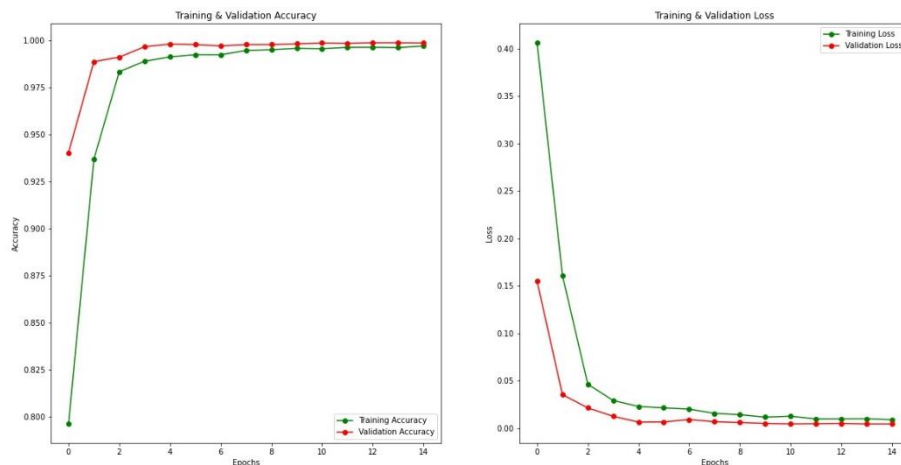 Training & Validation Accuracy
1.000
0.975
0.950
0.925
0.900
0.875
0.850
0.825
0.800
Accuracy
Training Accuracy
Validation Accuracy
0 2 4 6 8 10 12 14
Epochs
Training & Validation Loss
Training Loss
Validation Loss
0.40
0.35
0.30
0.25
0.20
0.15
0.10
0.05
0.00
Loss
0 2 4 6 8 10 12 14
Epochs